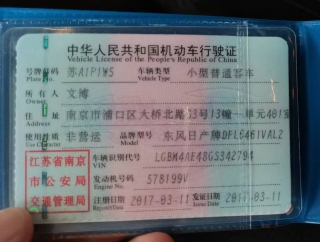 中华人民共和国机动车行驶证
Vehicle License of the People's Republic of China
号牌号码 苏A1P1W5 车辆类型 小型普通客车
Plate No. Vehicle Type
所有人 文博
Owner
住址 南京市浦口区大桥北路13号13幢一单元401室
Address
使用性质 非营运 品牌型号 东风日产牌DFL6461VAL2
Use Character Model
江苏省南京
市公安局
交通管理局
车辆识别代号 LGBM4AE48GS342794
VIN
发动机号码 578199V
Engine No.
注册日期 2017-03-11 发证日期 2017-03-11
Register Date Issue Date